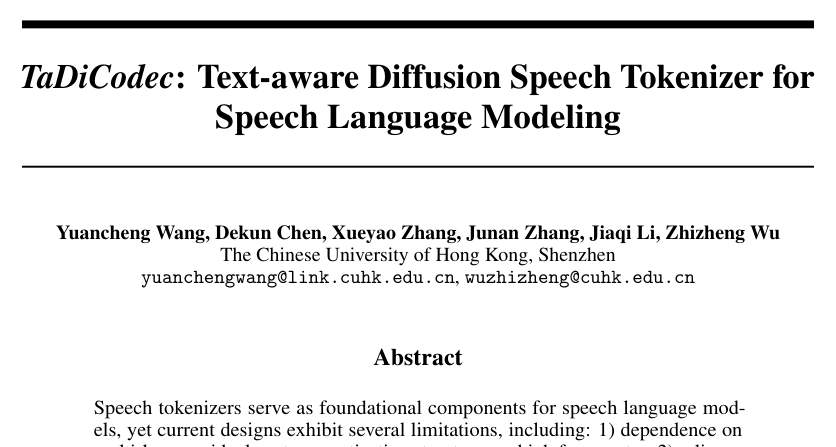 TaDiCodec: Text-aware Diffusion Speech Tokenizer for
Speech Language Modeling
Yuancheng Wang, Dekun Chen, Xueyao Zhang, Junan Zhang, Jiaqi Li, Zhizheng Wu
The Chinese University of Hong Kong, Shenzhen
yuanchengwang@link.cuhk.edu.cn, wuzhizheng@cuhk.edu.cn
Abstract
Speech tokenizers serve as foundational components for speech language mod-
els, yet current designs exhibit several limitations, including: 1) dependence on